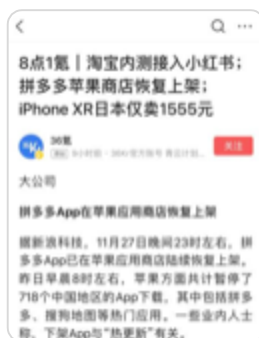 8点1氪｜淘宝内测接入小红书；
拼多多苹果商店恢复上架；
iPhone XR日本仅卖1555元
36氪
关注
大公司
拼多多App在苹果应用商店恢复上架
据新浪科技，11月27日晚间23时左右，拼
多多App已在苹果应用商店陆续恢复上架。
昨日早晨8时左右，苹果方面共计暂停了
718个中国地区的App下载，其中包括拼多
多、搜狗地图等热门应用。一些业内人士
称，下架App与“热更新”有关。